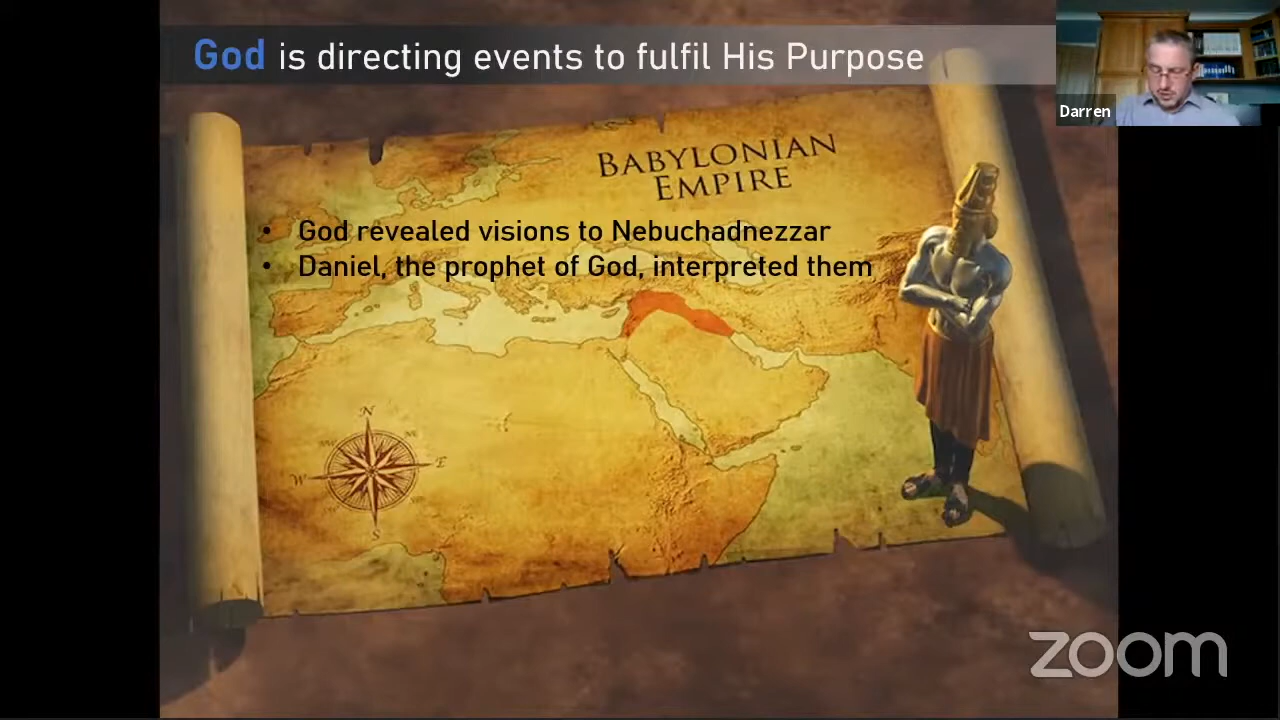 God is directing events to fulfil His Purpose
Darren
BABYLONIAN
EMPIRE
• God revealed visions to Nebuchadnezzar
• Daniel, the prophet of God, interpreted them
N
W
E
S
zoom